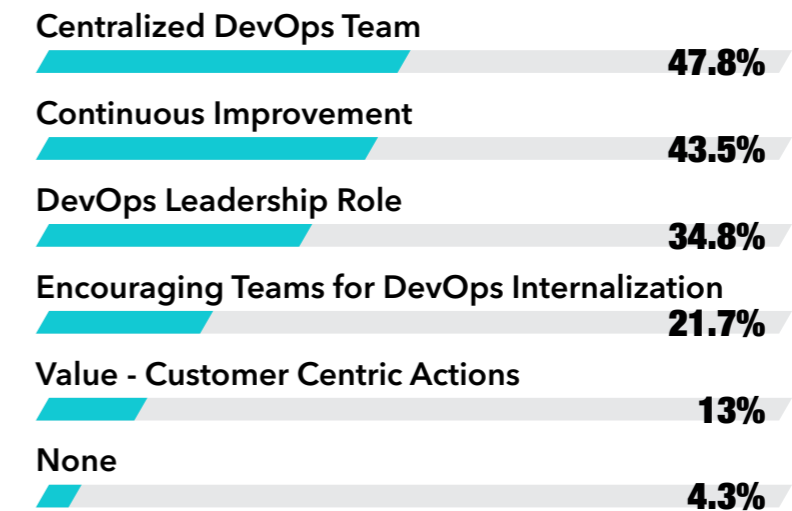 Centralized DevOps Team
47.8%
Continuous Improvement
43.5%
DevOps Leadership Role
34.8%
Encouraging Teams for DevOps Internalization
21.7%
Value - Customer Centric Actions
13%
None
4.3%